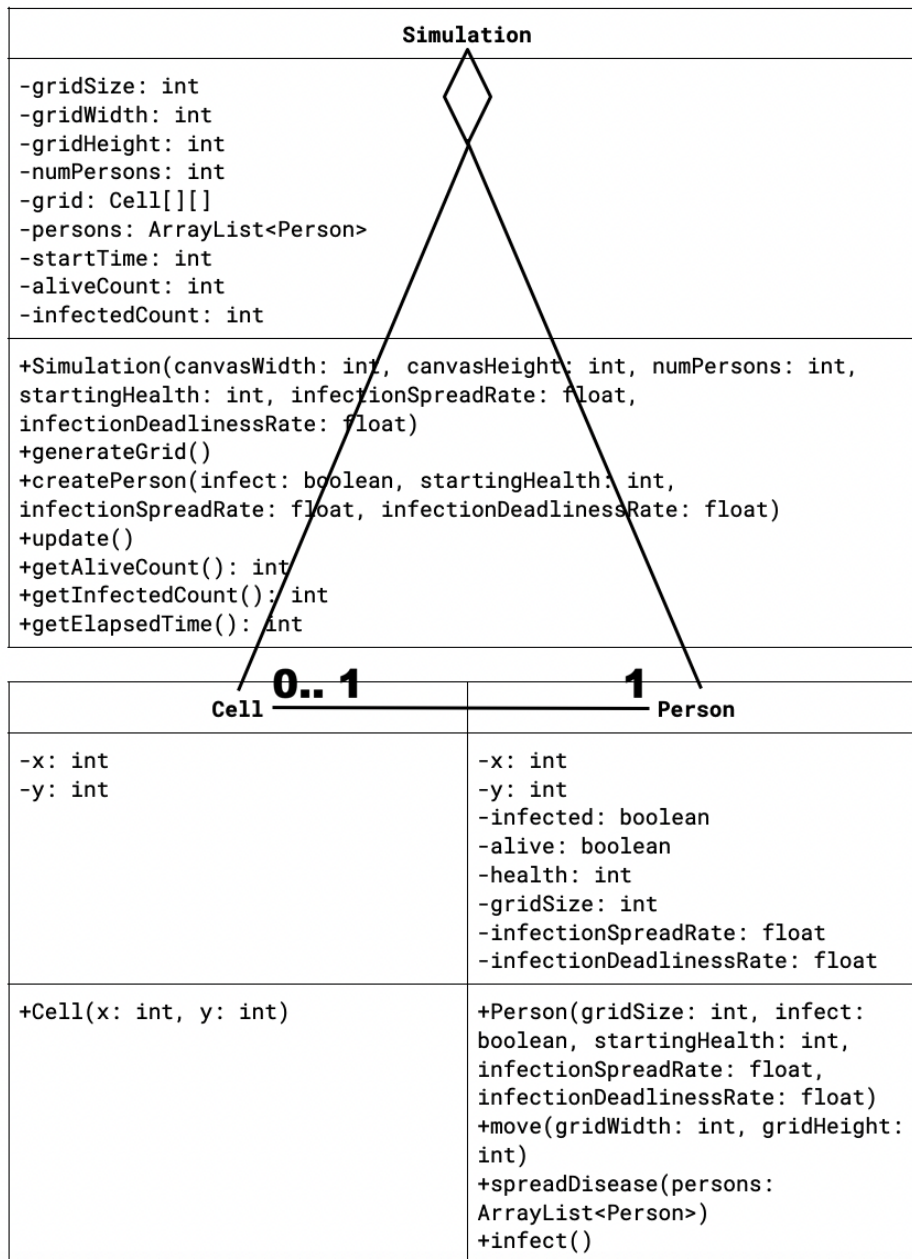 Simulation
-gridSize: int
-gridWidth: int
-gridHeight: int
-numPersons: int
-grid: Cell[][]
-persons: ArrayList<Person>
-startTime: int
-aliveCount: int
-infectedCount: int
+Simulation(canvasWidth: int, canvasHeight: int, numPersons: int,
startingHealth: int, infectionSpreadRate: float,
infectionDeadlinessRate: float)
+generateGrid()
+createPerson(infect: boolean, startingHealth: int,
infectionSpreadRate: float, infectionDeadlinessRate: float)
+update()
+getAliveCount(): int
+getInfectedCount(): int
+getElapsedTime(): int
0.. 1
1
Cell
Person
-x: int
-y: int
-x: int
-y: int
-infected: boolean
-alive: boolean
-health: int
-gridSize: int
-infectionSpreadRate: float
-infectionDeadlinessRate: float
+Cell(x: int, y: int)
+Person(gridSize: int, infect:
boolean, startingHealth: int,
infectionSpreadRate: float,
infectionDeadlinessRate: float)
+move(gridWidth: int, gridHeight:
int)
+spreadDisease(persons:
ArrayList<Person>)
+infect()